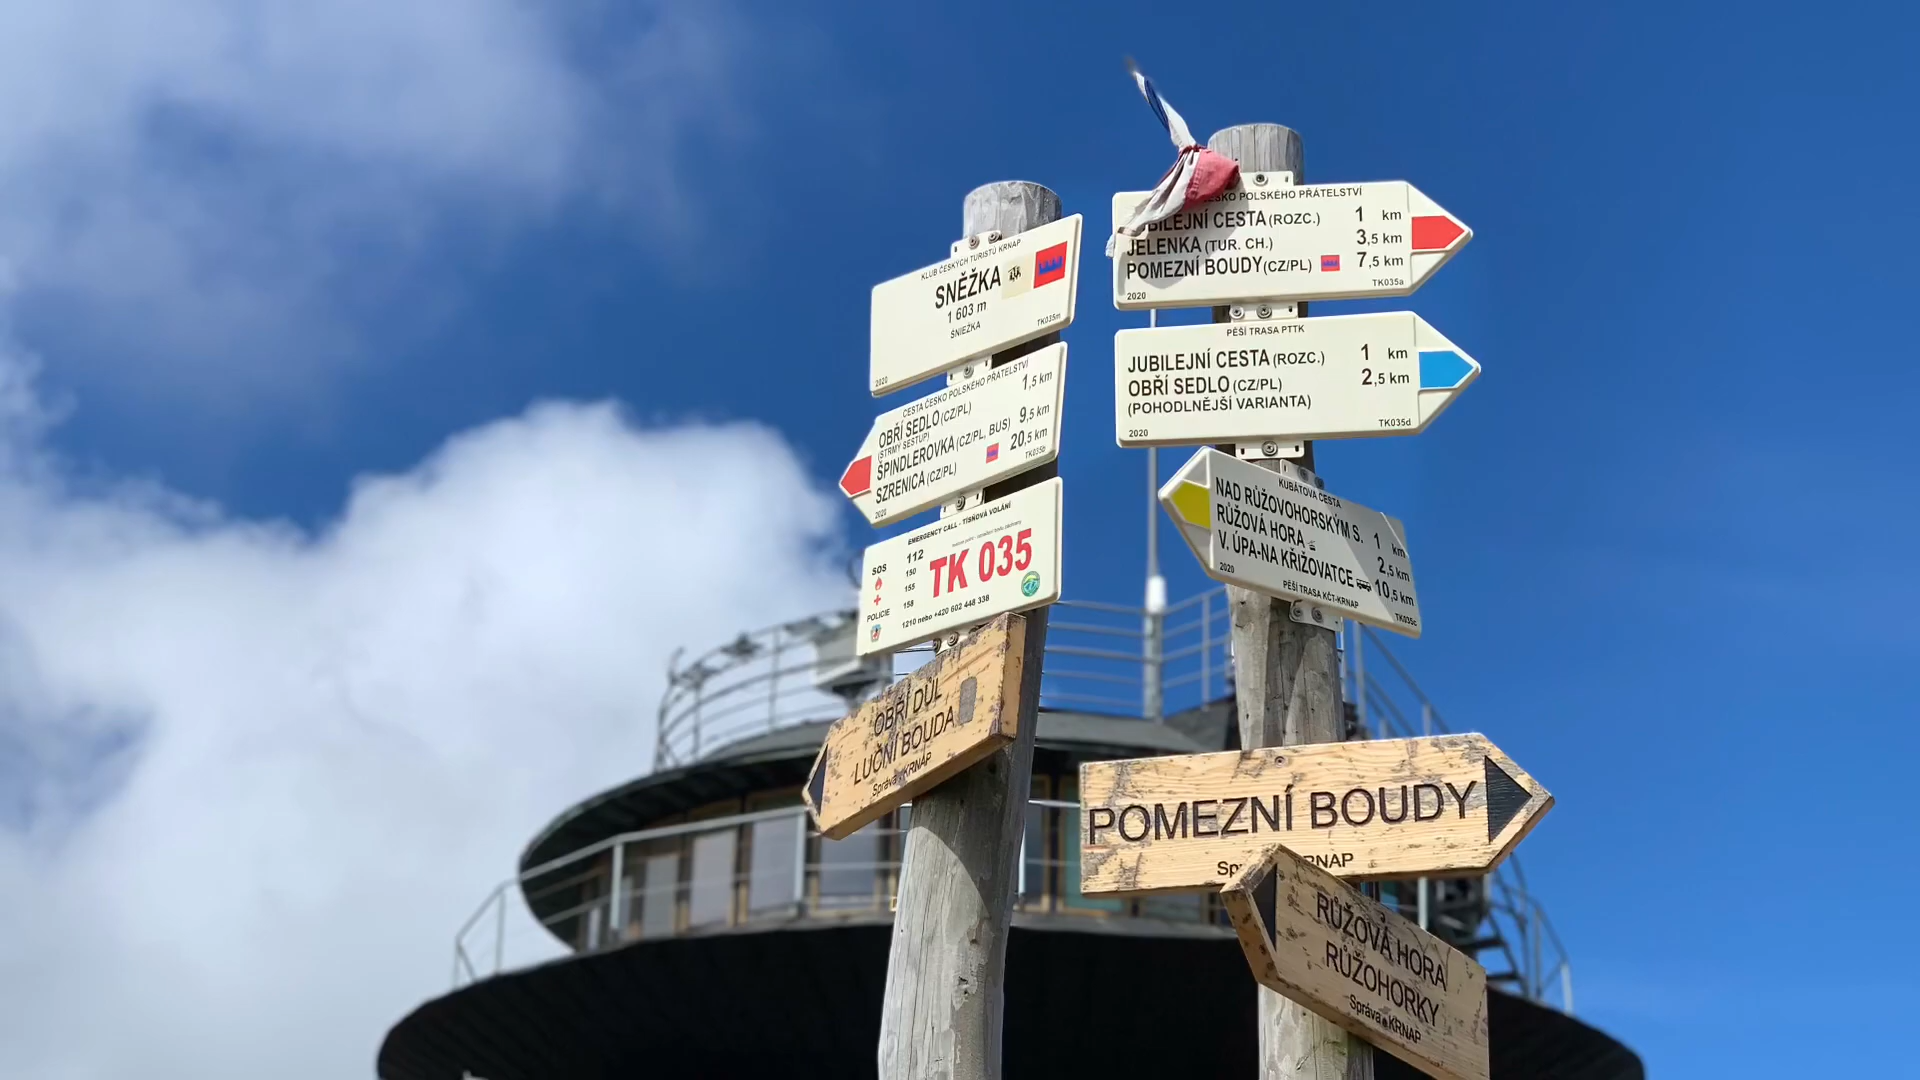 KLUB ČESKÝCH TURISTŮ KRNAP
SNĚŽKA
1 603 m
ŚNIEŻKA
2020
TK035m
CESTA ČESKO POLSKÉHO PŘÁTELSTVÍ
OBŘÍ SEDLO (CZ/PL) 1,5 km
(STRMÝ SESTUP)
ŠPINDLEROVKA (CZ/PL, BUS) 9,5 km
SZRENICA (CZ/PL) 20,5 km
2020
TK035b
EMERGENCY CALL - TÍSŇOVÁ VOLÁNÍ
SOS 112
150
155
POLICIE 158
TK 035
1210 nebo +420 602 448 338
OBŘÍ DŮL
LUČNÍ BOUDA
Správa KRNAP
ČESKO POLSKÉHO PŘÁTELSTVÍ
JUBILEJNÍ CESTA (ROZC.) 1 km
JELENKA (TUR. CH.) 3,5 km
POMEZNÍ BOUDY (CZ/PL) 7,5 km
2020
TK035a
PĚŠÍ TRASA PTTK
JUBILEJNÍ CESTA (ROZC.) 1 km
OBŘÍ SEDLO (CZ/PL) 2,5 km
(POHODLNĚJŠÍ VARIANTA)
2020
TK035d
KUBÁTOVA CESTA
NAD RŮŽOVOHORSKÝM S. 1 km
RŮŽOVÁ HORA 2,5 km
V. ÚPA-NA KŘIŽOVATCE 10,5 km
2020
PĚŠÍ TRASA KČT-KRNAP
TK035c
POMEZNÍ BOUDY
KRNAP
RŮŽOVÁ HORA
RŮŽOHORKY
Správa KRNAP